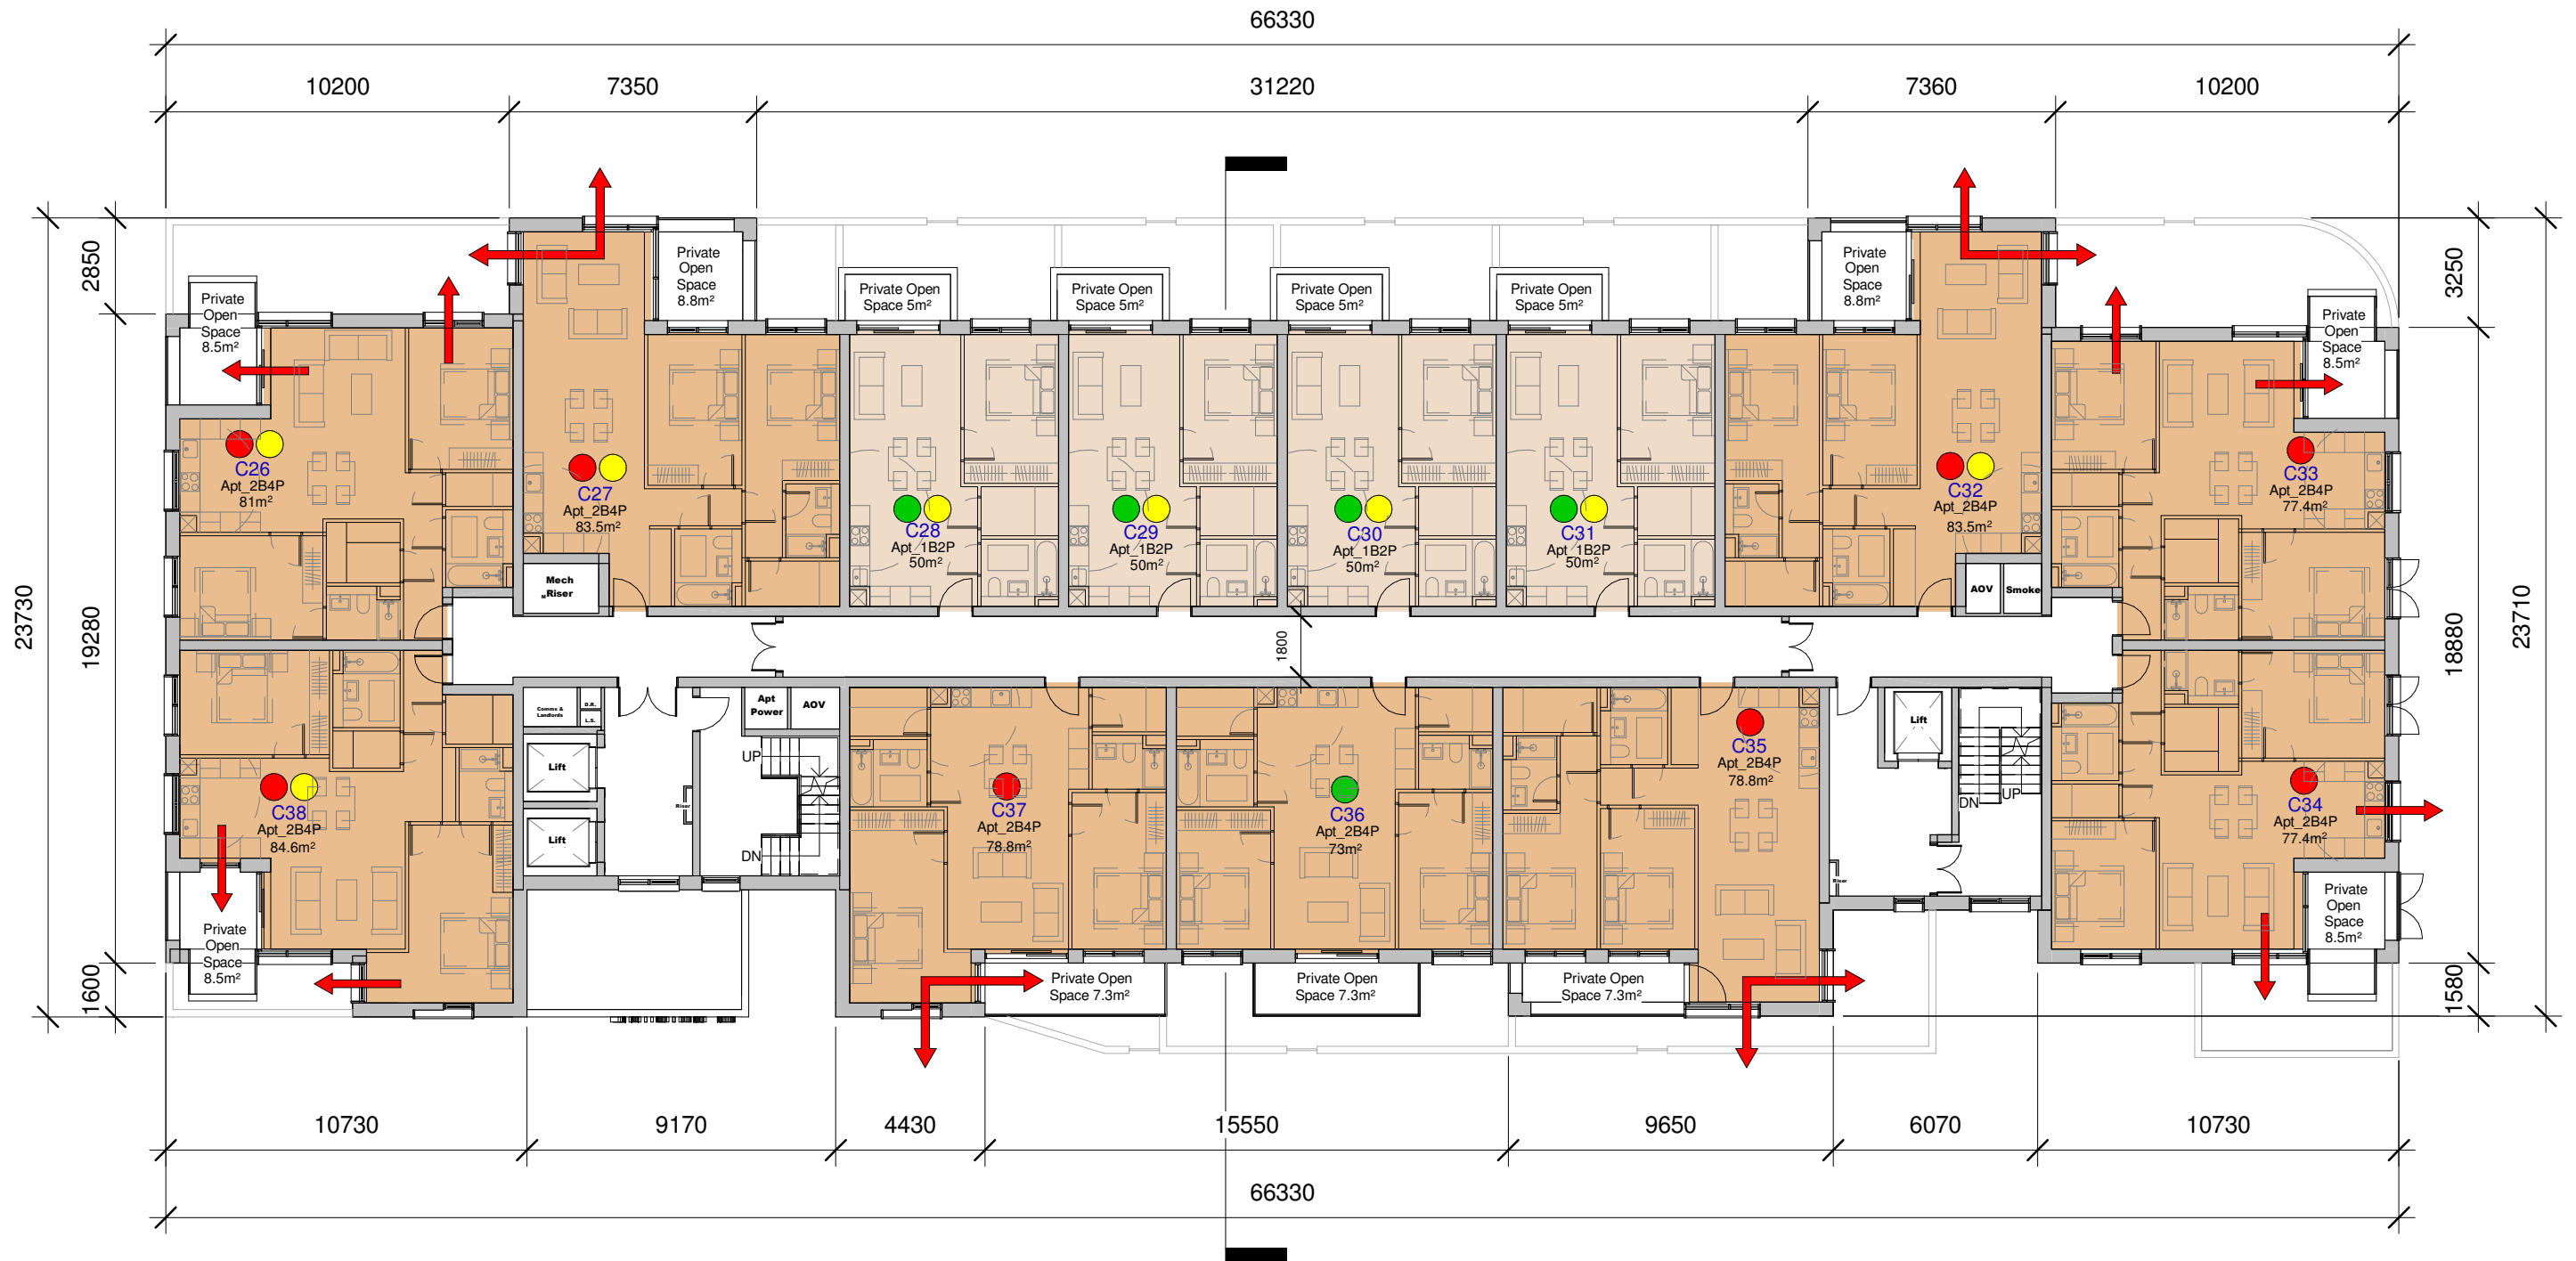 66330
10200
7350
31220
7360
10200
23730
2850
19280
1600
3250
18880
1580
23710
Private
Open
Space
8.5m²
Private
Open
Space
8.8m²
Private Open
Space 5m²
Private Open
Space 5m²
Private Open
Space 5m²
Private Open
Space 5m²
Private
Open
Space
8.8m²
Private
Open
Space
8.5m²
C26
Apt_2B4P
81m²
C27
Apt_2B4P
83.5m²
C28
Apt_1B2P
50m²
C29
Apt_1B2P
50m²
C30
Apt_1B2P
50m²
C31
Apt_1B2P
50m²
C32
Apt_2B4P
83.5m²
C33
Apt_2B4P
77.4m²
Mech
Riser
AOV
Smoke
1800
Comms &
Landlords
D.R.
L.S.
Lift
Lift
Riser
Apt
Power
AOV
UP
DN
Lift
DN
UP
Riser
C38
Apt_2B4P
84.6m²
C37
Apt_2B4P
78.8m²
C36
Apt_2B4P
73m²
C35
Apt_2B4P
78.8m²
C34
Apt_2B4P
77.4m²
Private
Open
Space
8.5m²
Private Open
Space 7.3m²
Private Open
Space 7.3m²
Private Open
Space 7.3m²
Private
Open
Space
8.5m²
10730
9170
4430
15550
9650
6070
10730
66330